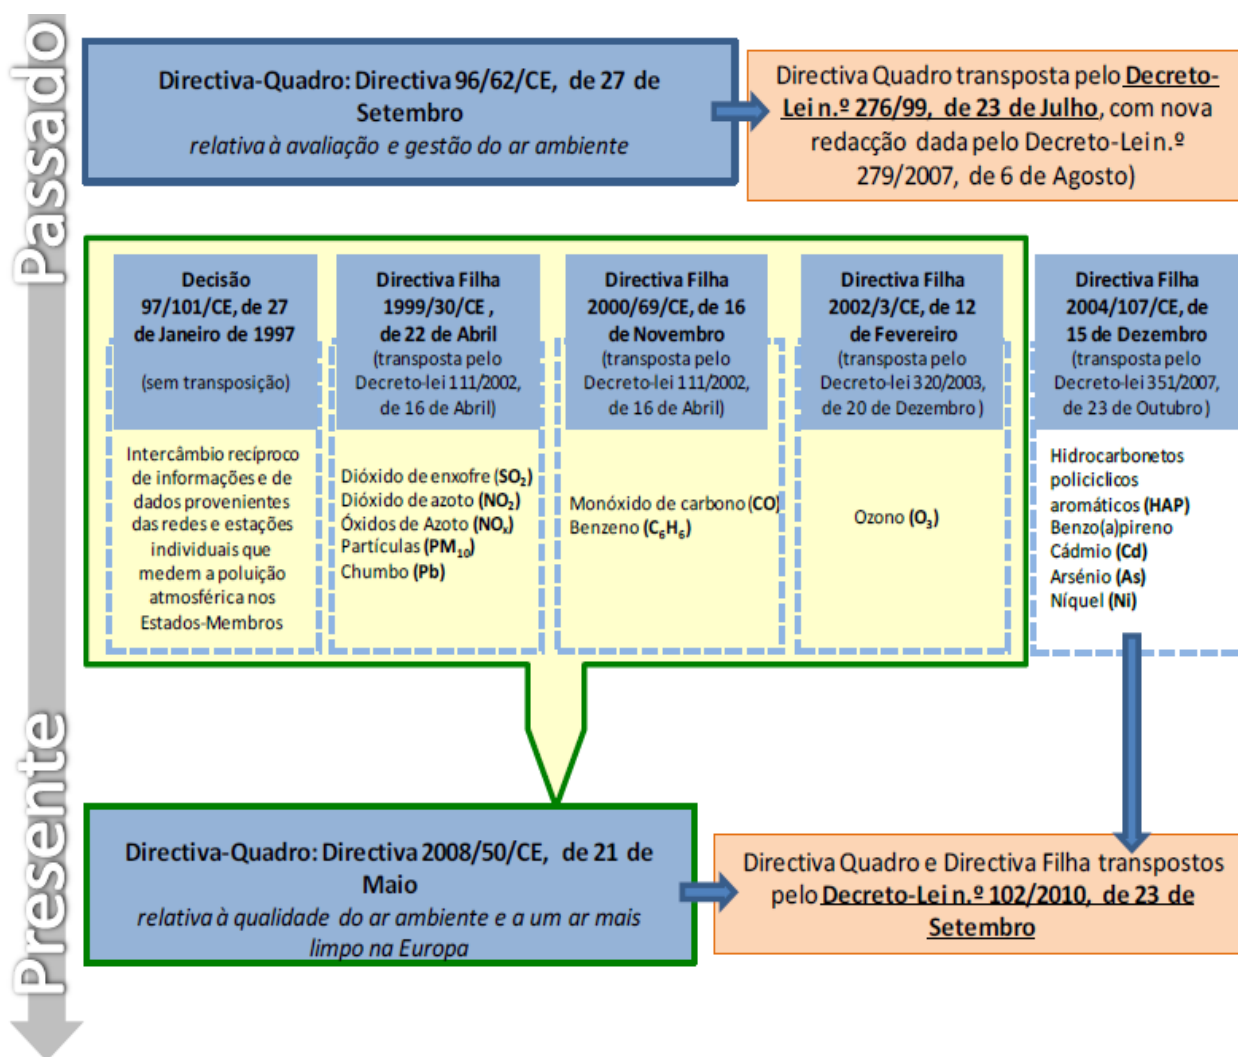 Passado
Directiva-Quadro: Directiva 96/62/CE, de 27 de
Setembro
relativa à avaliação e gestão do ar ambiente
Directiva Quadro transposta pelo Decreto-
Lei n.º 276/99, de 23 de Julho, com nova
redacção dada pelo Decreto-Lei n.º
279/2007, de 6 de Agosto)
Decisão
97/101/CE, de 27
de Janeiro de 1997
(sem transposição)
Intercâmbio recíproco
de informações e de
dados provenientes
das redes e estações
individuais que
medem a poluição
atmosférica nos
Estados-Membros
Directiva Filha
1999/30/CE ,
de 22 de Abril
(transposta pelo
Decreto-lei 111/2002,
de 16 de Abril)
Dióxido de enxofre (SO₂)
Dióxido de azoto (NO₂)
Óxidos de Azoto (NOₓ)
Partículas (PM₁₀)
Chumbo (Pb)
Directiva Filha
2000/69/CE, de 16
de Novembro
(transposta pelo
Decreto-lei 111/2002,
de 16 de Abril)
Monóxido de carbono (CO)
Benzeno (C₆H₆)
Directiva Filha
2002/3/CE, de 12
de Fevereiro
(transposta pelo
Decreto-lei 320/2003,
de 20 de Dezembro )
Ozono (O₃)
Directiva Filha
2004/107/CE, de
15 de Dezembro
(transposta pelo
Decreto-lei 351/2007,
de 23 de Outubro)
Hidrocarbonetos
policiclicos
aromáticos (HAP)
Benzo(a)pireno
Cádmio (Cd)
Arsénio (As)
Níquel (Ni)
Presente
Directiva-Quadro: Directiva 2008/50/CE, de 21 de
Maio
relativa à qualidade do ar ambiente e a um ar mais
limpo na Europa
Directiva Quadro e Directiva Filha transpostos
pelo Decreto-Lei n.º 102/2010, de 23 de
Setembro